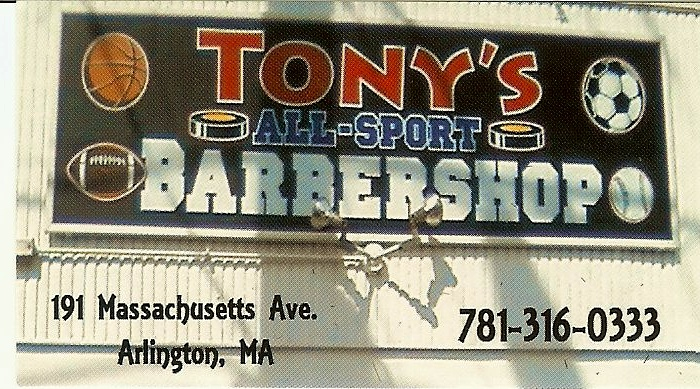 TONY'S
ALL-SPORT
BARBERSHOP
191 Massachusetts Ave.
Arlington, MA
781-316-0333